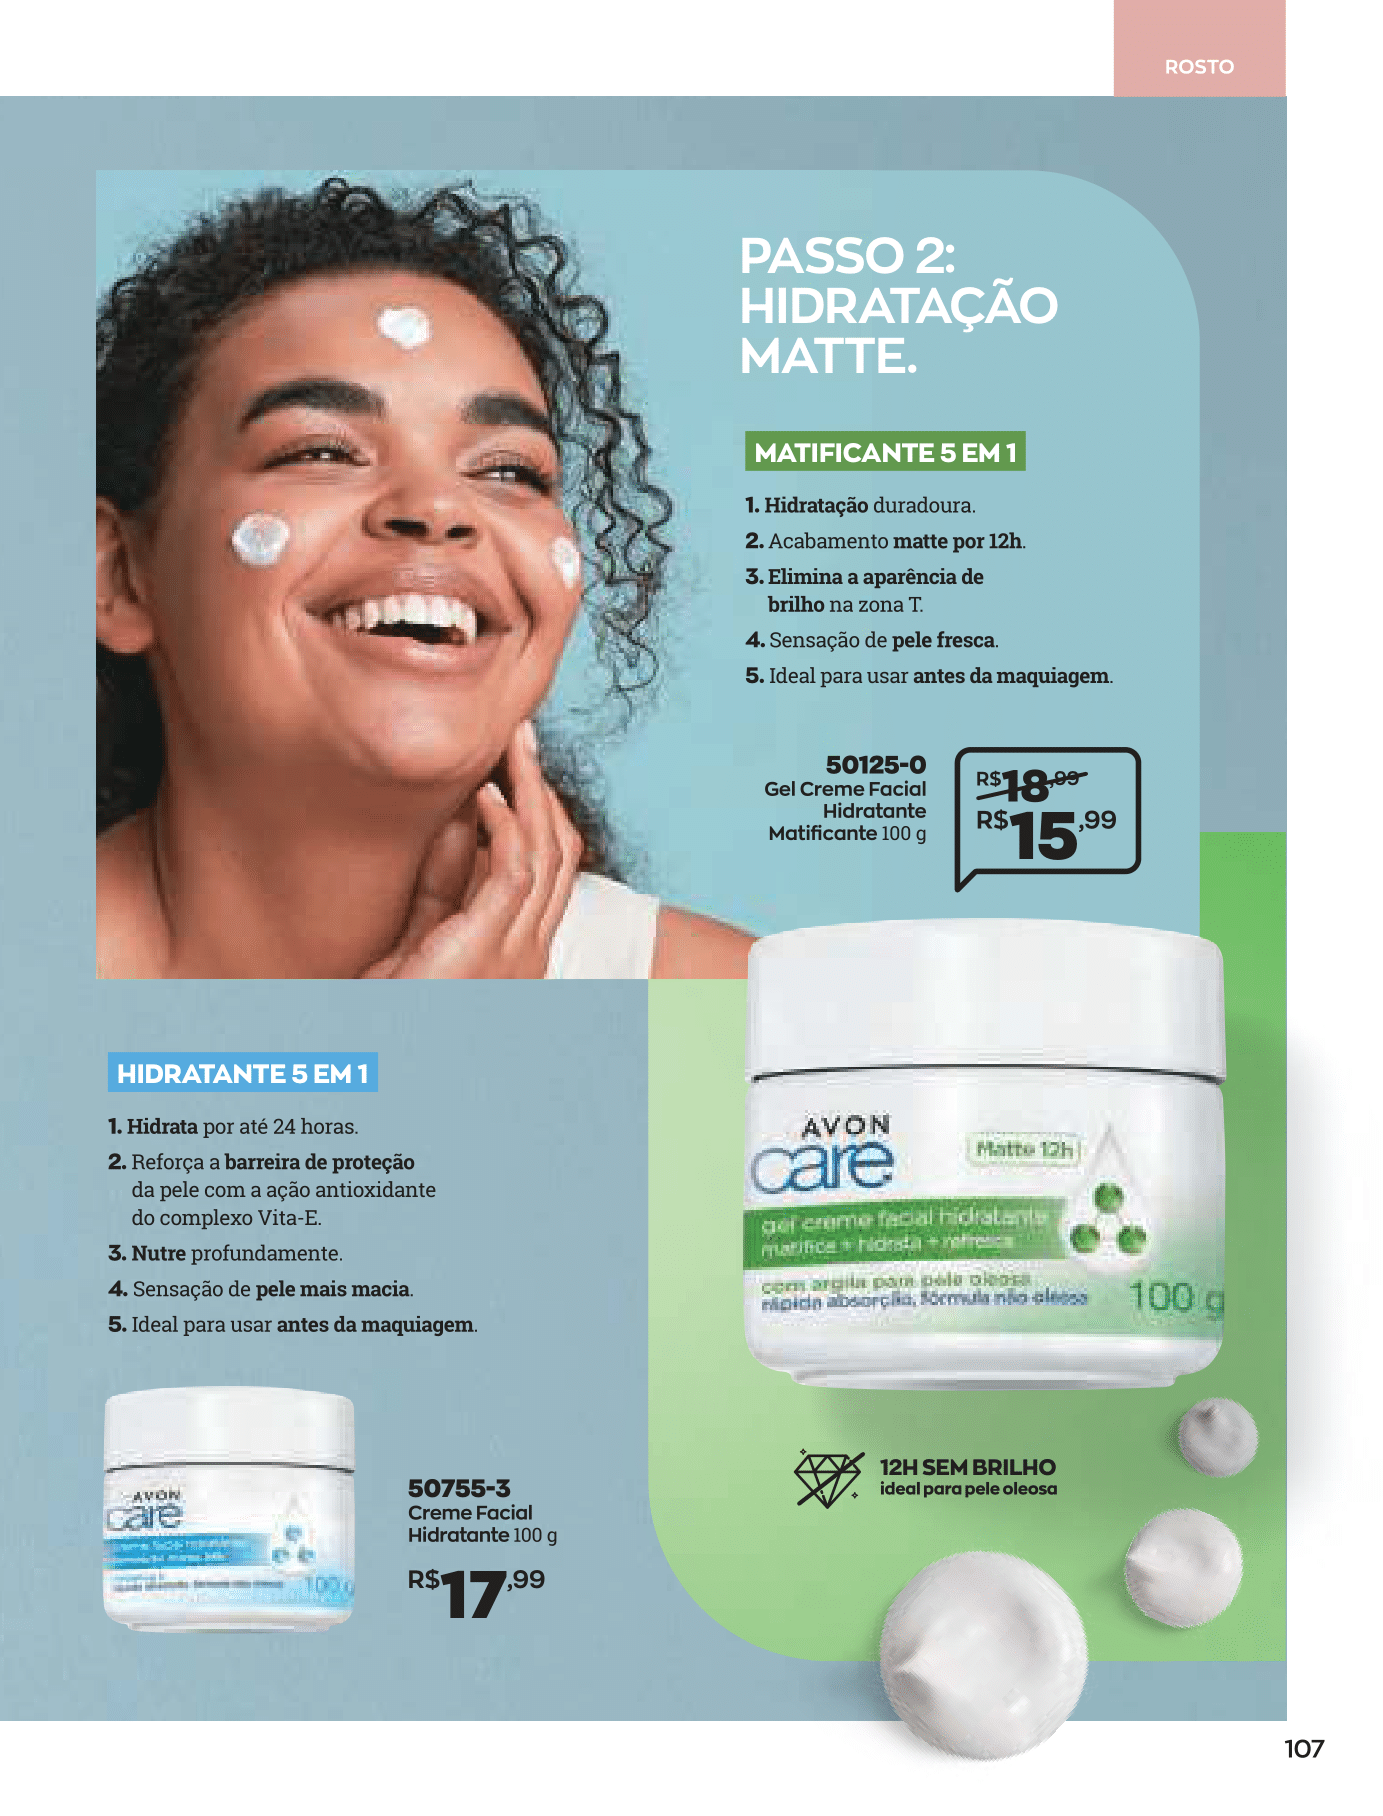 ROSTO
PASSO 2:
HIDRATAÇÃO
MATTE.
MATIFICANTE 5 EM 1
1. Hidratação duradoura.
2. Acabamento matte por 12h.
3. Elimina a aparência de
brilho na zona T.
4. Sensação de pele fresca.
5. Ideal para usar antes da maquiagem.
50125-0
Gel Creme Facial
Hidratante
Matificante 100 g
R$18,99
R$15,99
HIDRATANTE 5 EM 1
1. Hidrata por até 24 horas.
2. Reforça a barreira de proteção
da pele com a ação antioxidante
do complexo Vita-E.
3. Nutre profundamente.
4. Sensação de pele mais macia.
5. Ideal para usar antes da maquiagem.
AVON
care
Matte 12h
gel creme facial hidratante
matifica + hidrata + refresca
com argila para pele oleosa
rápida absorção, fórmula não oleosa
100 g
12H SEM BRILHO
ideal para pele oleosa
AVON
care
100 g
50755-3
Creme Facial
Hidratante 100 g
R$17,99
107